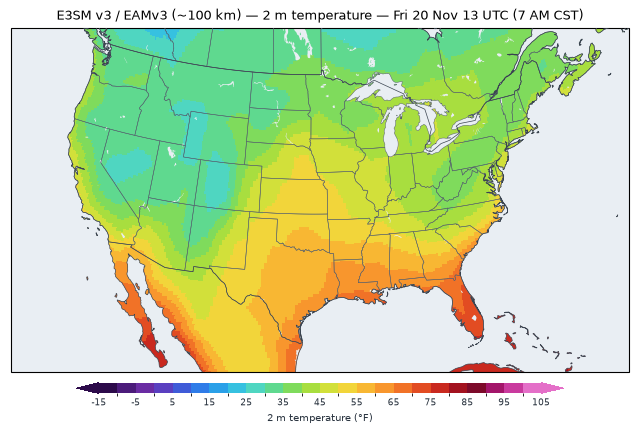 E3SM v3 / EAMv3 (~100 km) — 2 m temperature — Fri 20 Nov 13 UTC (7 AM CST)
-15 -5 5 15 25 35 45 55 65 75 85 95 105
2 m temperature (°F)